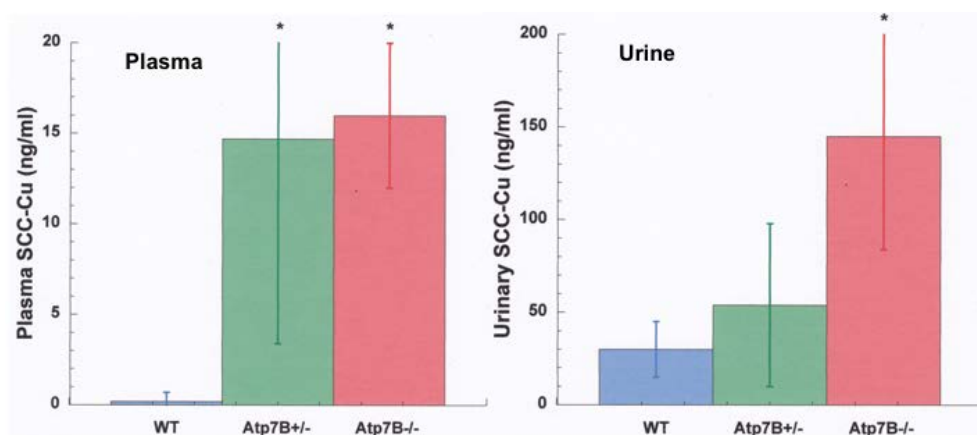 * *
*
Plasma
Urine
Plasma SCC-Cu (ng/ml)
20
15
10
5
0
WT Atp7B+/- Atp7B-/-
Urinary SCC-Cu (ng/ml)
200
150
100
50
0
WT Atp7B+/- Atp7B-/-